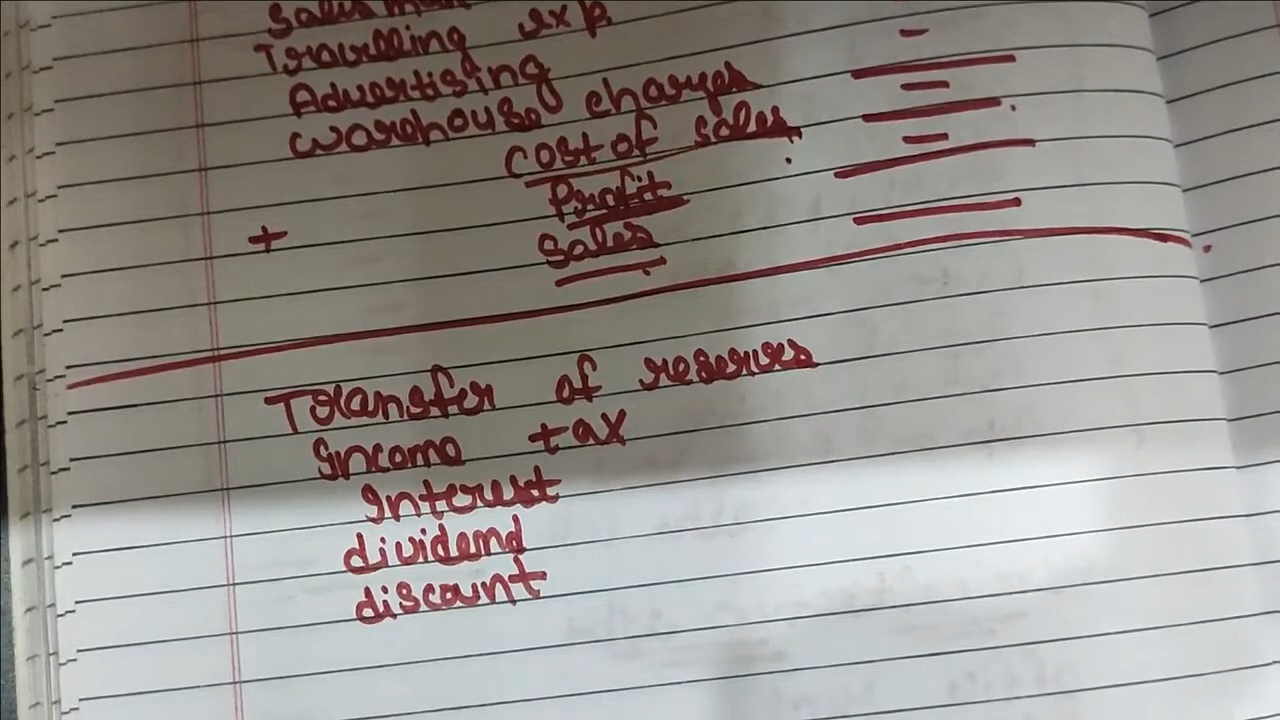 Travelling exp.
Advertising
warehouse charges
cost of sales
+ Profit
Sales
Transfer of reserves
Income tax
Interest
dividend
discount